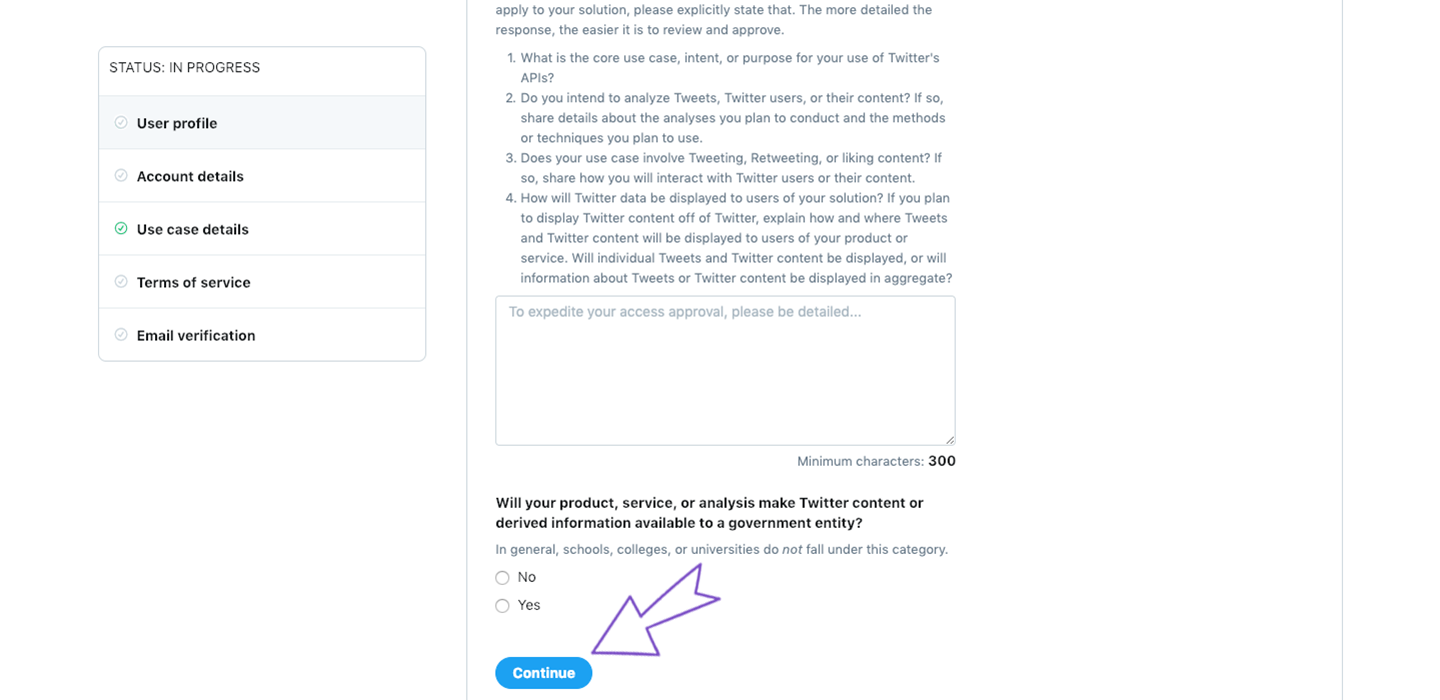 STATUS: IN PROGRESS
User profile
Account details
Use case details
Terms of service
Email verification
apply to your solution, please explicitly state that. The more detailed the
response, the easier it is to review and approve.
1. What is the core use case, intent, or purpose for your use of Twitter's
APIs?
2. Do you intend to analyze Tweets, Twitter users, or their content? If so,
share details about the analyses you plan to conduct and the methods
or techniques you plan to use.
3. Does your use case involve Tweeting, Retweeting, or liking content? If
so, share how you will interact with Twitter users or their content.
4. How will Twitter data be displayed to users of your solution? If you plan
to display Twitter content off of Twitter, explain how and where Tweets
and Twitter content will be displayed to users of your product or
service. Will individual Tweets and Twitter content be displayed, or will
information about Tweets or Twitter content be displayed in aggregate?
To expedite your access approval, please be detailed...
Minimum characters: 300
Will your product, service, or analysis make Twitter content or
derived information available to a government entity?
In general, schools, colleges, or universities do not fall under this category.
No
Yes
Continue